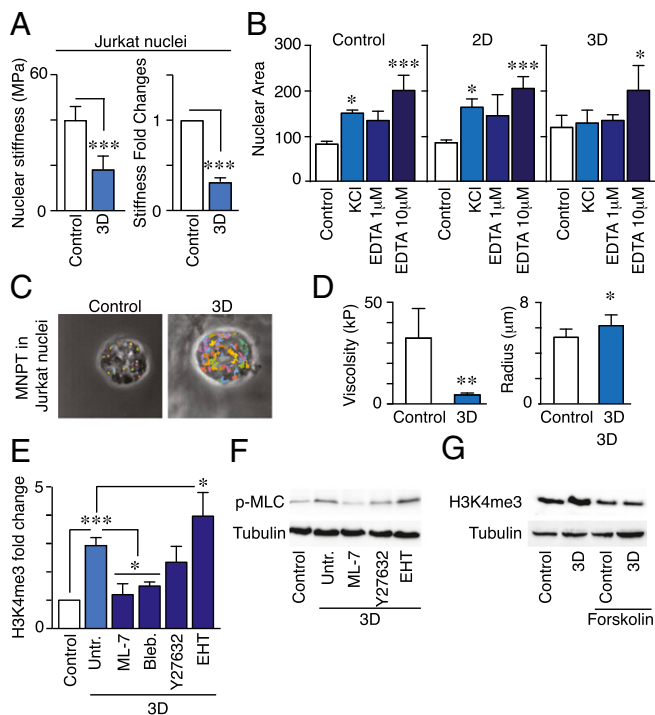 A
Jurkat nuclei
Nuclear stiffness (MPa)
60
0
***
Control
3D
Stiffness Fold Changes
1
0
***
Control
3D
B
Control
2D
3D
Nuclear Area
300
200
100
0
*
***
*
***
*
Control
KCl
EDTA 1µM
EDTA 10µM
Control
KCl
EDTA 1µM
EDTA 10µM
Control
KCl
EDTA 1µM
EDTA 10µM
C
Control
3D
MNPT in
Jurkat nuclei
D
Viscolsity (kP)
50
0
**
Control
3D
Radius (µm)
8
4
0
*
Control
3D
3D
E
H3K4me3 fold change
5
0
***
*
*
Control
Untr.
ML-7
Bleb.
Y27632
EHT
3D
F
p-MLC
Tubulin
Control
Untr.
ML-7
Y27632
EHT
3D
G
H3K4me3
Tubulin
Control
3D
Control
3D
Forskolin